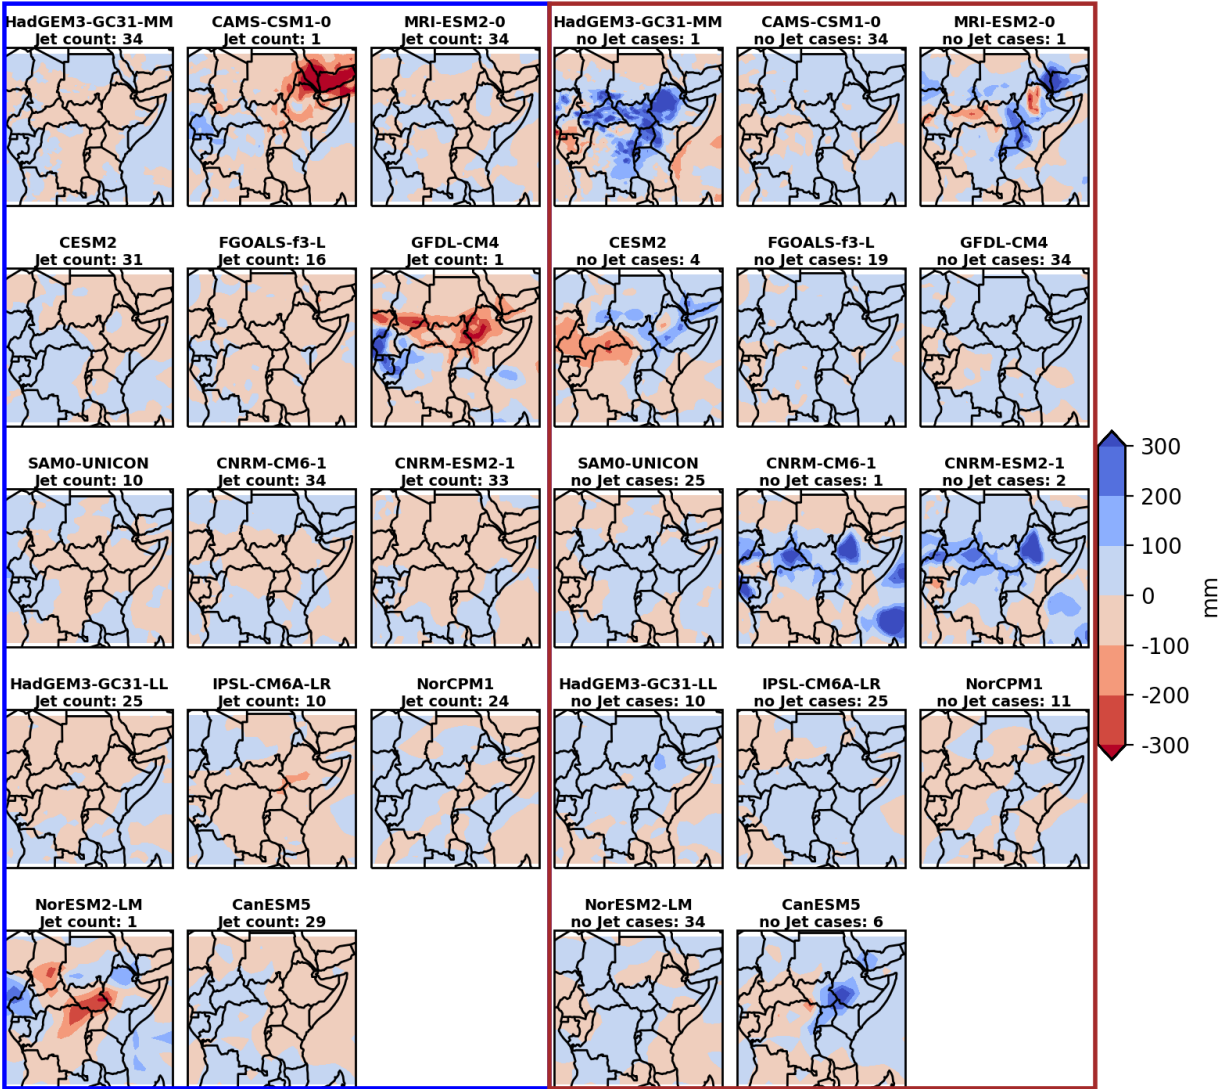 HadGEM3-GC31-MM
Jet count: 34
CAMS-CSM1-0
Jet count: 1
MRI-ESM2-0
Jet count: 34
HadGEM3-GC31-MM
no Jet cases: 1
CAMS-CSM1-0
no Jet cases: 34
MRI-ESM2-0
no Jet cases: 1
CESM2
Jet count: 31
FGOALS-f3-L
Jet count: 16
GFDL-CM4
Jet count: 1
CESM2
no Jet cases: 4
FGOALS-f3-L
no Jet cases: 19
GFDL-CM4
no Jet cases: 34
SAM0-UNICON
Jet count: 10
CNRM-CM6-1
Jet count: 34
CNRM-ESM2-1
Jet count: 33
SAM0-UNICON
no Jet cases: 25
CNRM-CM6-1
no Jet cases: 1
CNRM-ESM2-1
no Jet cases: 2
HadGEM3-GC31-LL
Jet count: 25
IPSL-CM6A-LR
Jet count: 10
NorCPM1
Jet count: 24
HadGEM3-GC31-LL
no Jet cases: 10
IPSL-CM6A-LR
no Jet cases: 25
NorCPM1
no Jet cases: 11
NorESM2-LM
Jet count: 1
CanESM5
Jet count: 29
NorESM2-LM
no Jet cases: 34
CanESM5
no Jet cases: 6
300
200
100
0
-100
-200
-300
mm